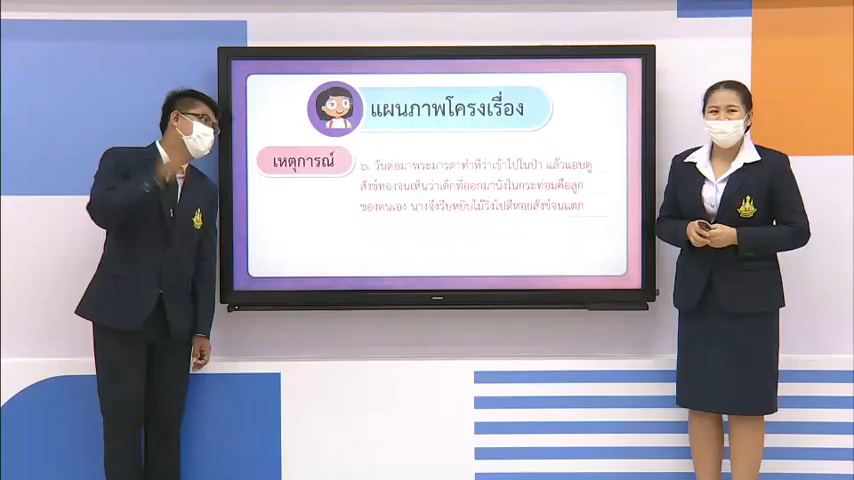 แผนภาพโครงเรื่อง
เหตุการณ์
๖. วันต่อมาพระมารดาทำทีว่าเข้าไปในป่า แล้วแอบดู
สังข์ทองจนเห็นว่าเด็กที่ออกมานั่งในกระท่อมคือลูก
ของตนเอง นางจึงรีบหยิบไม้วิ่งไปตีหอยสังข์จนแตก